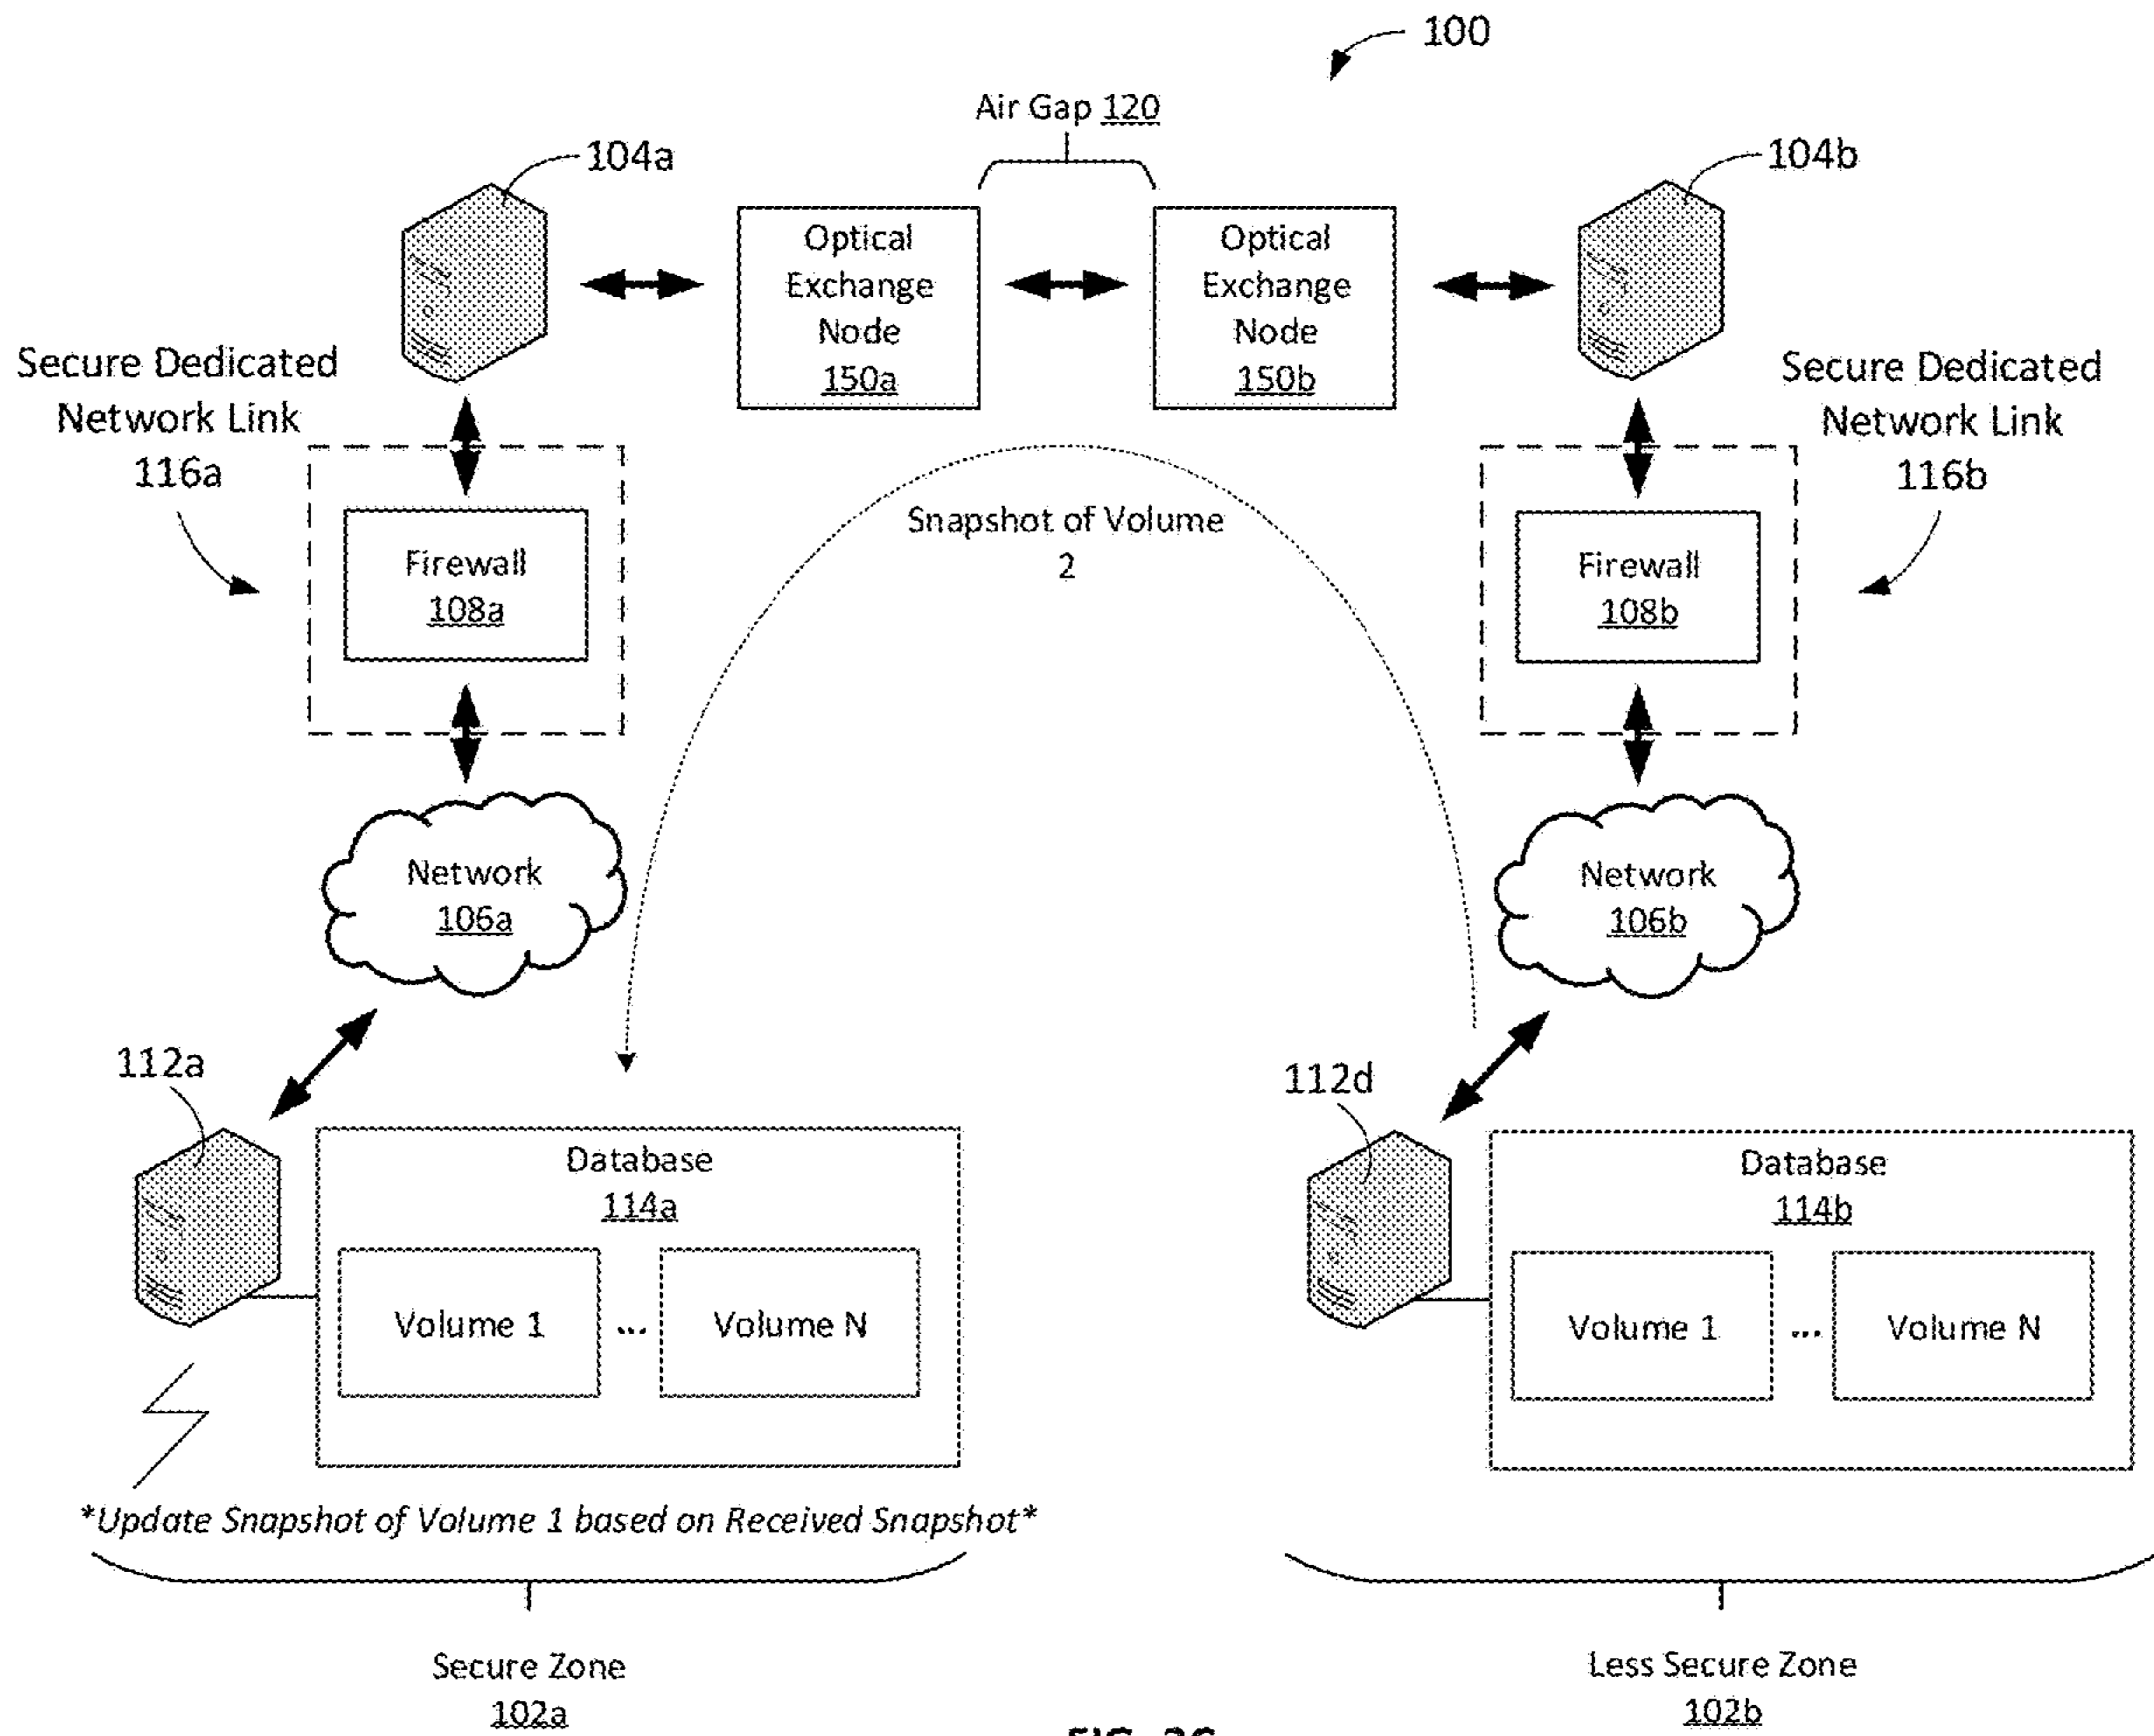 100
Air Gap 120
104a
104b
Optical
Exchange
Node
150a
Optical
Exchange
Node
150b
Secure Dedicated
Network Link
116a
Secure Dedicated
Network Link
116b
Snapshot of Volume
2
Firewall
108a
Firewall
108b
Network
106a
Network
106b
112a
112d
Database
114a
Database
114b
Volume 1
...
Volume N
Volume 1
...
Volume N
*Update Snapshot of Volume 1 based on Received Snapshot*
Secure Zone
102a
Less Secure Zone
102b